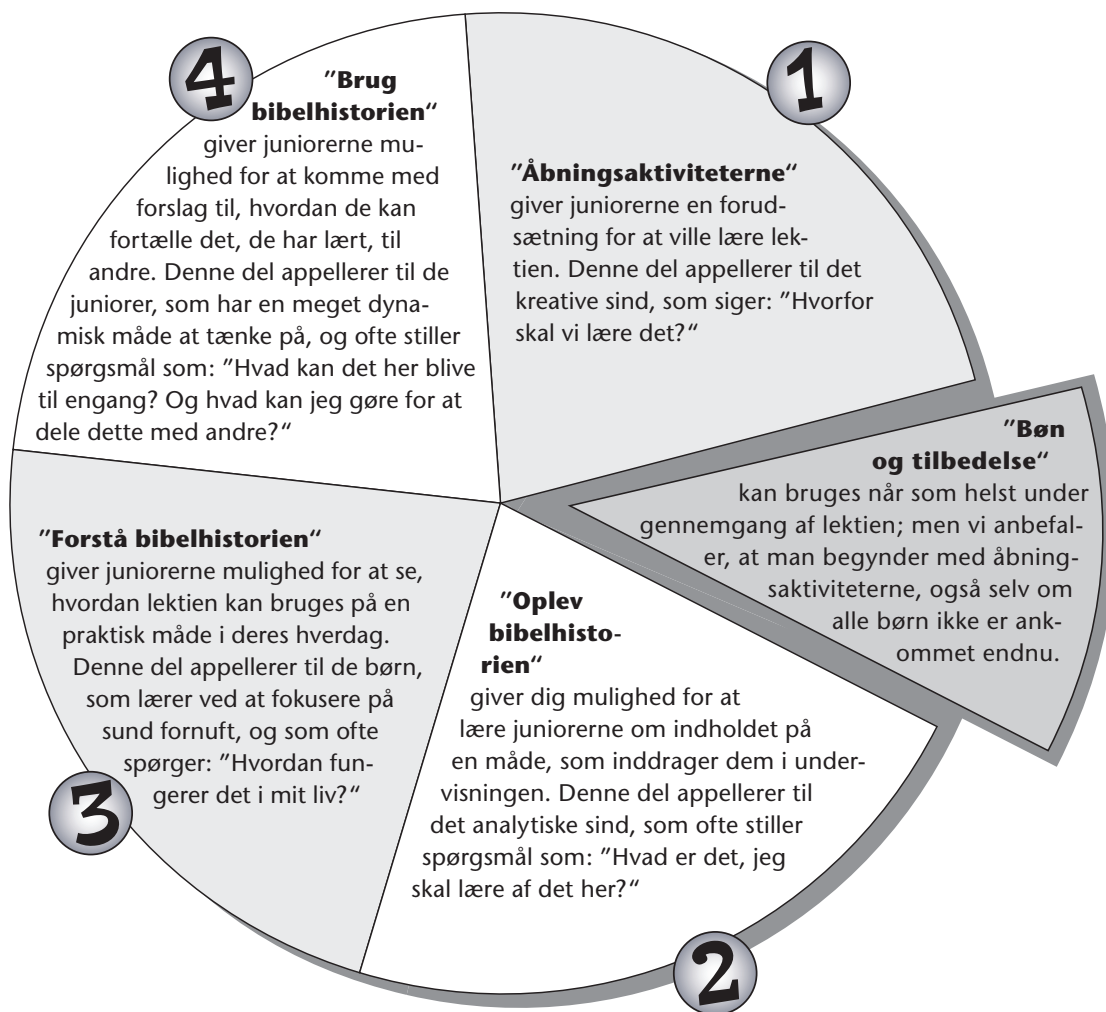 1
"Åbningsaktiviteterne"
giver juniorerne en forud-
sætning for at ville lære lek-
tien. Denne del appellerer til det
kreative sind, som siger: "Hvorfor
skal vi lære det?"
"Bøn
og tilbedelse"
kan bruges når som helst under
gennemgang af lektien; men vi anbefal-
er, at man begynder med åbning-
saktiviteterne, også selv om
alle børn ikke er ank-
ommet endnu.
2
"Oplev
bibelhisto-
rien"
giver dig mulighed for at
lære juniorerne om indholdet på
en måde, som inddrager dem i under-
visningen. Denne del appellerer til
det analytiske sind, som ofte stiller
spørgsmål som: "Hvad er det, jeg
skal lære af det her?"
3
"Forstå bibelhistorien"
giver juniorerne mulighed for at se,
hvordan lektien kan bruges på en
praktisk måde i deres hverdag.
Denne del appellerer til de børn,
som lærer ved at fokusere på
sund fornuft, og som ofte
spørger: "Hvordan fun-
gerer det i mit liv?"
4
"Brug
bibelhistorien"
giver juniorerne mu-
lighed for at komme med
forslag til, hvordan de kan
fortælle det, de har lært, til
andre. Denne del appellerer til de
juniorer, som har en meget dyna-
misk måde at tænke på, og ofte stiller
spørgsmål som: "Hvad kan det her blive
til engang? Og hvad kan jeg gøre for at
dele dette med andre?"